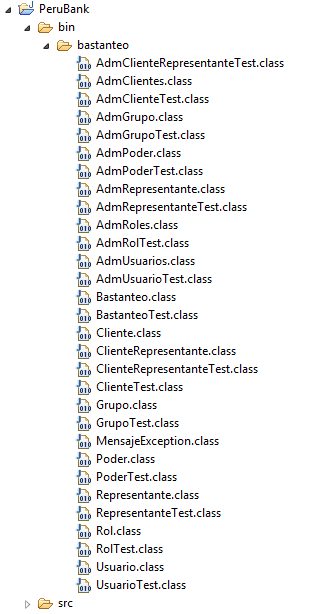 PeruBank
bin
bastanteo
AdmClienteRepresentanteTest.class
AdmClientes.class
AdmClienteTest.class
AdmGrupo.class
AdmGrupoTest.class
AdmPoder.class
AdmPoderTest.class
AdmRepresentante.class
AdmRepresentanteTest.class
AdmRoles.class
AdmRolTest.class
AdmUsuarios.class
AdmUsuarioTest.class
Bastanteo.class
BastanteoTest.class
Cliente.class
ClienteRepresentante.class
ClienteRepresentanteTest.class
ClienteTest.class
Grupo.class
GrupoTest.class
MensajeException.class
Poder.class
PoderTest.class
Representante.class
RepresentanteTest.class
Rol.class
RolTest.class
Usuario.class
UsuarioTest.class
src